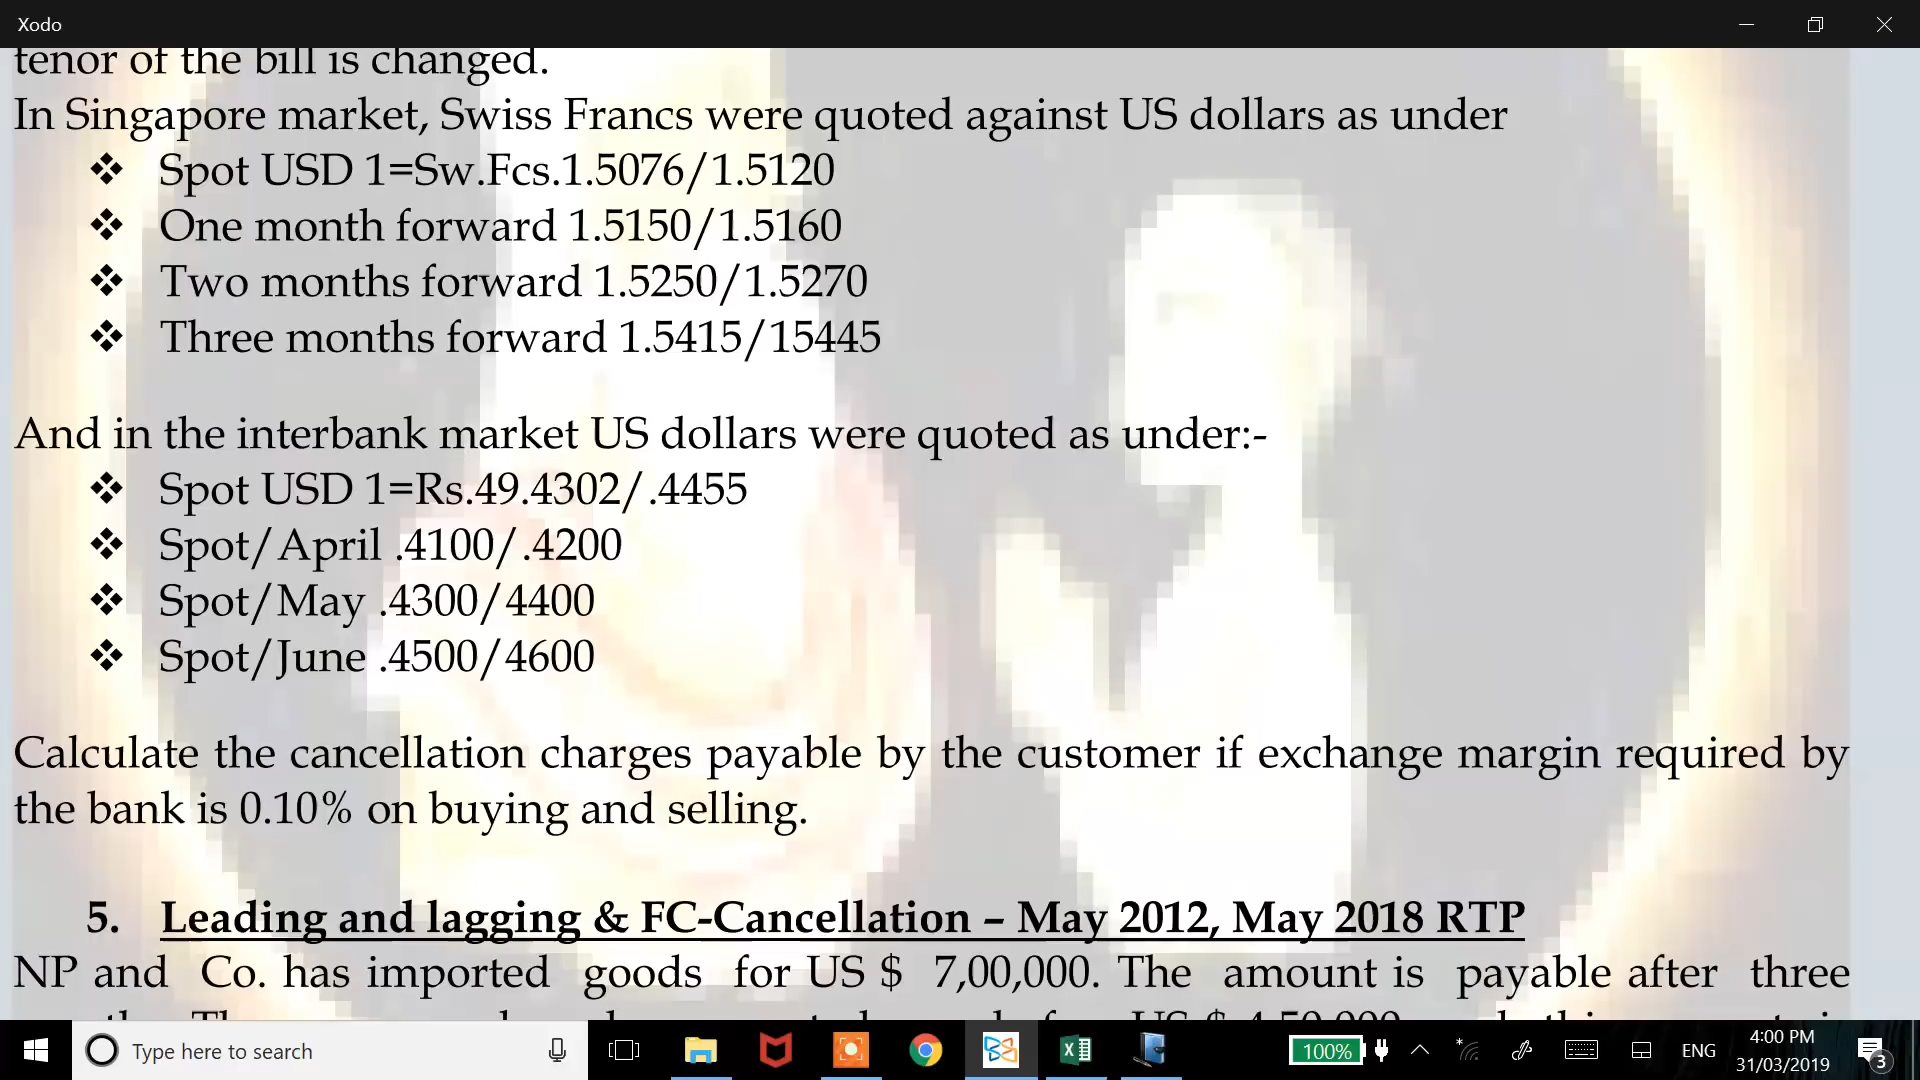 Xodo
tenor of the bill is changed.
In Singapore market, Swiss Francs were quoted against US dollars as under
❖ Spot USD 1=Sw.Fcs.1.5076/1.5120
❖ One month forward 1.5150/1.5160
❖ Two months forward 1.5250/1.5270
❖ Three months forward 1.5415/15445
And in the interbank market US dollars were quoted as under:-
❖ Spot USD 1=Rs.49.4302/.4455
❖ Spot/April .4100/.4200
❖ Spot/May .4300/4400
❖ Spot/June .4500/4600
Calculate the cancellation charges payable by the customer if exchange margin required by
the bank is 0.10% on buying and selling.
5. Leading and lagging & FC-Cancellation – May 2012, May 2018 RTP
NP and Co. has imported goods for US $ 7,00,000. The amount is payable after three
Type here to search
100%
ENG
4:00 PM
31/03/2019
3